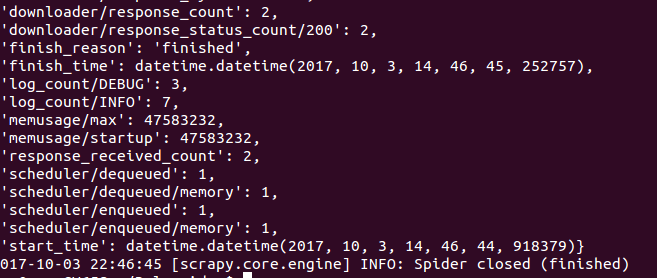 'downloader/response_count': 2,
'downloader/response_status_count/200': 2,
'finish_reason': 'finished',
'finish_time': datetime.datetime(2017, 10, 3, 14, 46, 45, 252757),
'log_count/DEBUG': 3,
'log_count/INFO': 7,
'memusage/max': 47583232,
'memusage/startup': 47583232,
'response_received_count': 2,
'scheduler/dequeued': 1,
'scheduler/dequeued/memory': 1,
'scheduler/enqueued': 1,
'scheduler/enqueued/memory': 1,
'start_time': datetime.datetime(2017, 10, 3, 14, 46, 44, 918379)}
017-10-03 22:46:45 [scrapy.core.engine] INFO: Spider closed (finished)